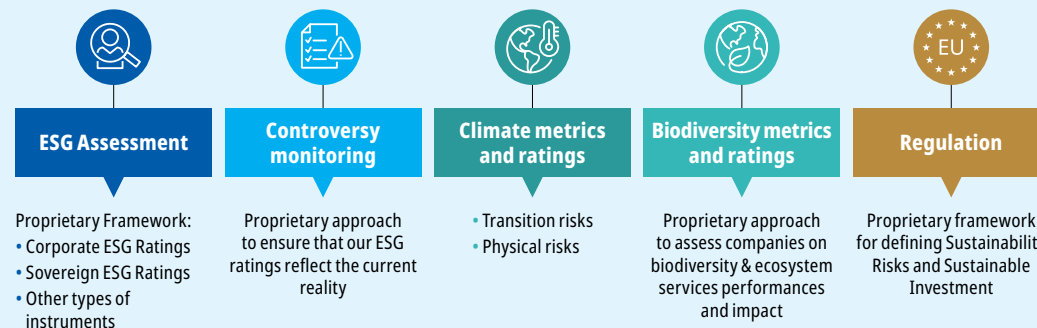 EU
ESG Assessment
Controversy
monitoring
Climate metrics
and ratings
Biodiversity metrics
and ratings
Regulation
Proprietary Framework:
• Corporate ESG Ratings
• Sovereign ESG Ratings
• Other types of
instruments
Proprietary approach
to ensure that our ESG
ratings reflect the current
reality
• Transition risks
• Physical risks
Proprietary approach
to assess companies on
biodiversity & ecosystem
services performances
and impact
Proprietary framework
for defining Sustainabilit
Risks and Sustainable
Investment